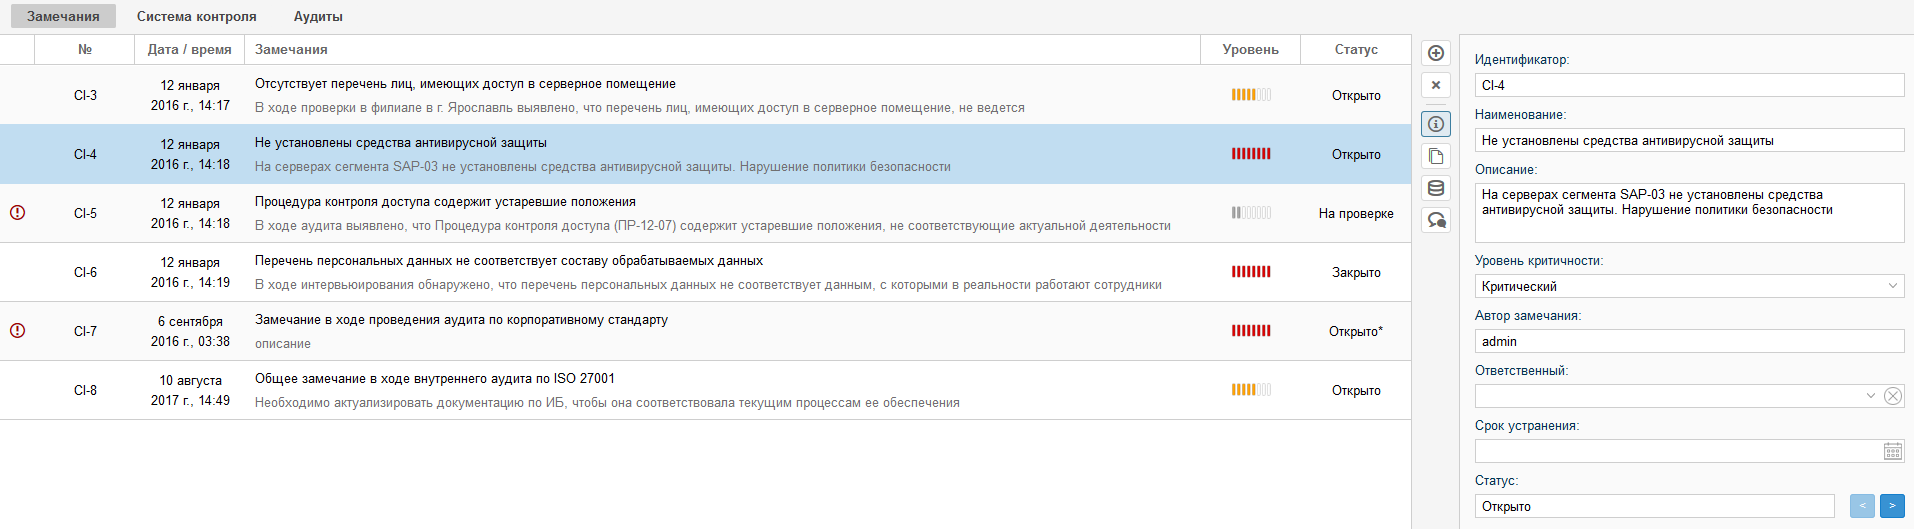 Замечания Система контроля Аудиты
№ Дата / время Замечания Уровень Статус
CI-3
12 января
2016 г., 14:17
Отсутствует перечень лиц, имеющих доступ в серверное помещение
В ходе проверки в филиале в г. Ярославль выявлено, что перечень лиц, имеющих доступ в серверное помещение, не ведется
Открыто
CI-4
12 января
2016 г., 14:18
Не установлены средства антивирусной защиты
На серверах сегмента SAP-03 не установлены средства антивирусной защиты. Нарушение политики безопасности
Открыто
CI-5
12 января
2016 г., 14:18
Процедура контроля доступа содержит устаревшие положения
В ходе аудита выявлено, что Процедура контроля доступа (ПР-12-07) содержит устаревшие положения, не соответствующие актуальной деятельности
На проверке
CI-6
12 января
2016 г., 14:19
Перечень персональных данных не соответствует составу обрабатываемых данных
В ходе интервьюирования обнаружено, что перечень персональных данных не соответствует данным, с которыми в реальности работают сотрудники
Закрыто
CI-7
6 сентября
2016 г., 03:38
Замечание в ходе проведения аудита по корпоративному стандарту
описание
Открыто*
CI-8
10 августа
2017 г., 14:49
Общее замечание в ходе внутреннего аудита по ISO 27001
Необходимо актуализировать документацию по ИБ, чтобы она соответствовала текущим процессам ее обеспечения
Открыто
Идентификатор:
CI-4
Наименование:
Не установлены средства антивирусной защиты
Описание:
На серверах сегмента SAP-03 не установлены средства
антивирусной защиты. Нарушение политики безопасности
Уровень критичности:
Критический
Автор замечания:
admin
Ответственный:
Срок устранения:
Статус:
Открыто < >